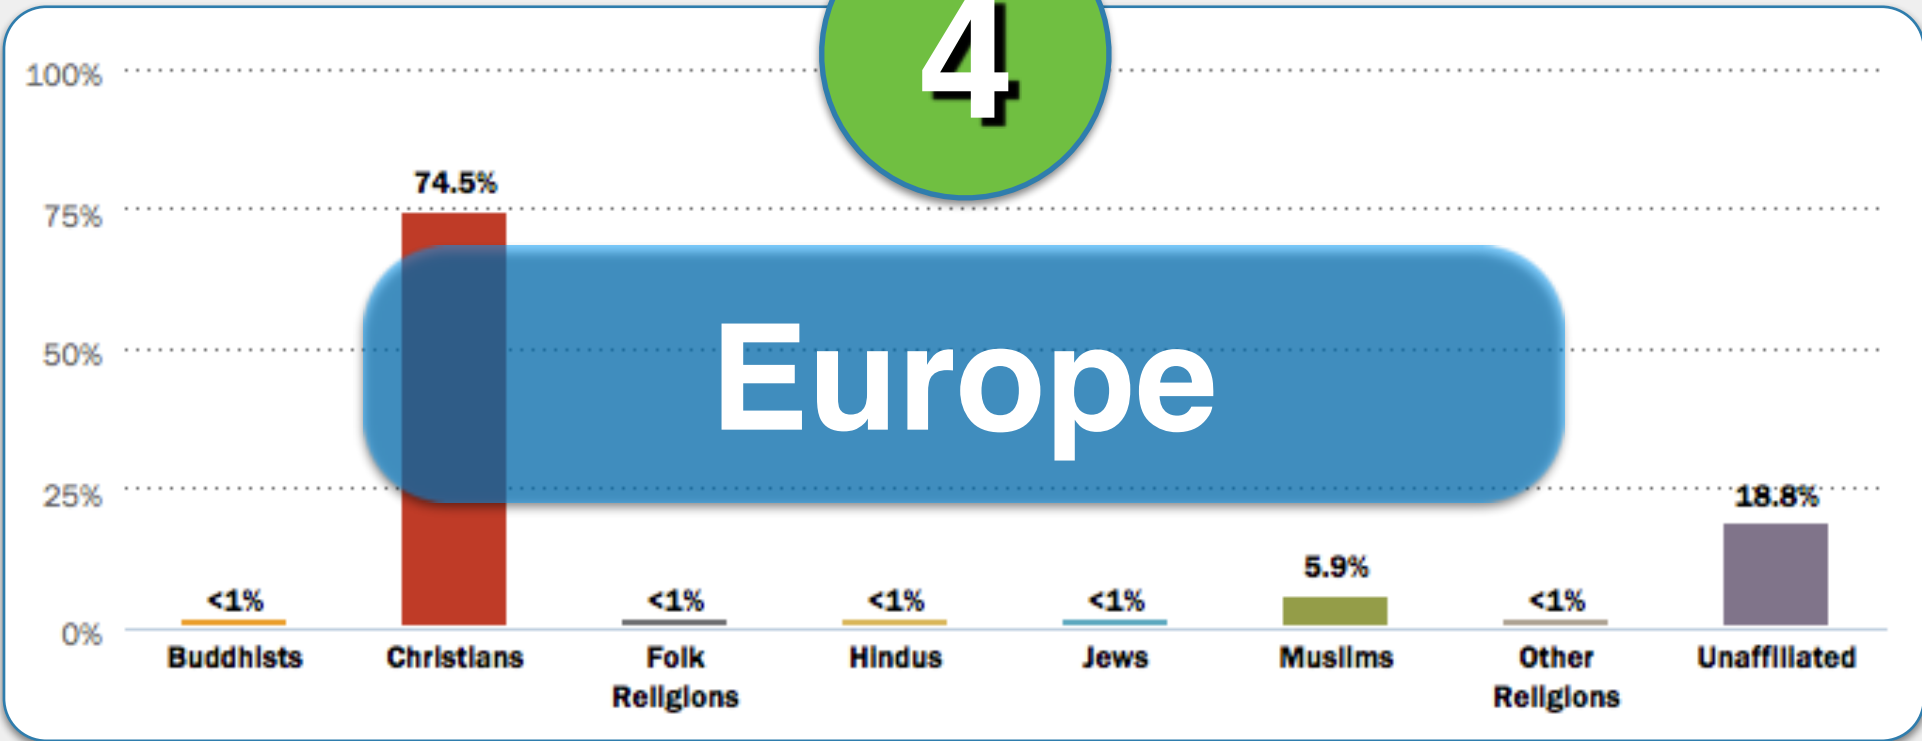 4
100%
74.5%
75%
Europe
50%
25%
18.8%
5.9%
<1%
<1%
<1%
<1%
<1%
0%
Buddhists
Christians
Folk
Religions
Hindus
Jews
Muslims
Other
Religions
Unaffiliated